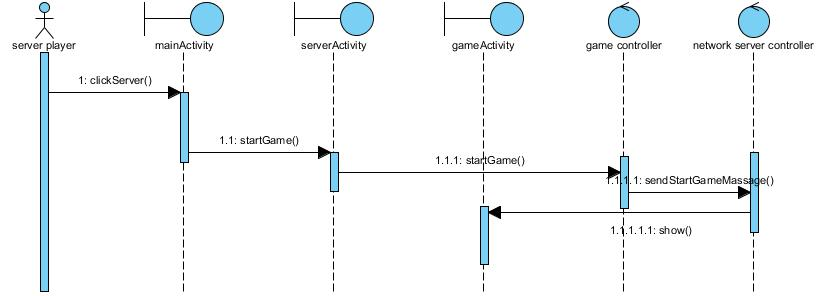 server player
mainActivity
serverActivity
gameActivity
game controller
network server controller
1: clickServer()
1.1: startGame()
1.1.1: startGame()
1.1.1.1: sendStartGameMassage()
1.1.1.1.1: show()